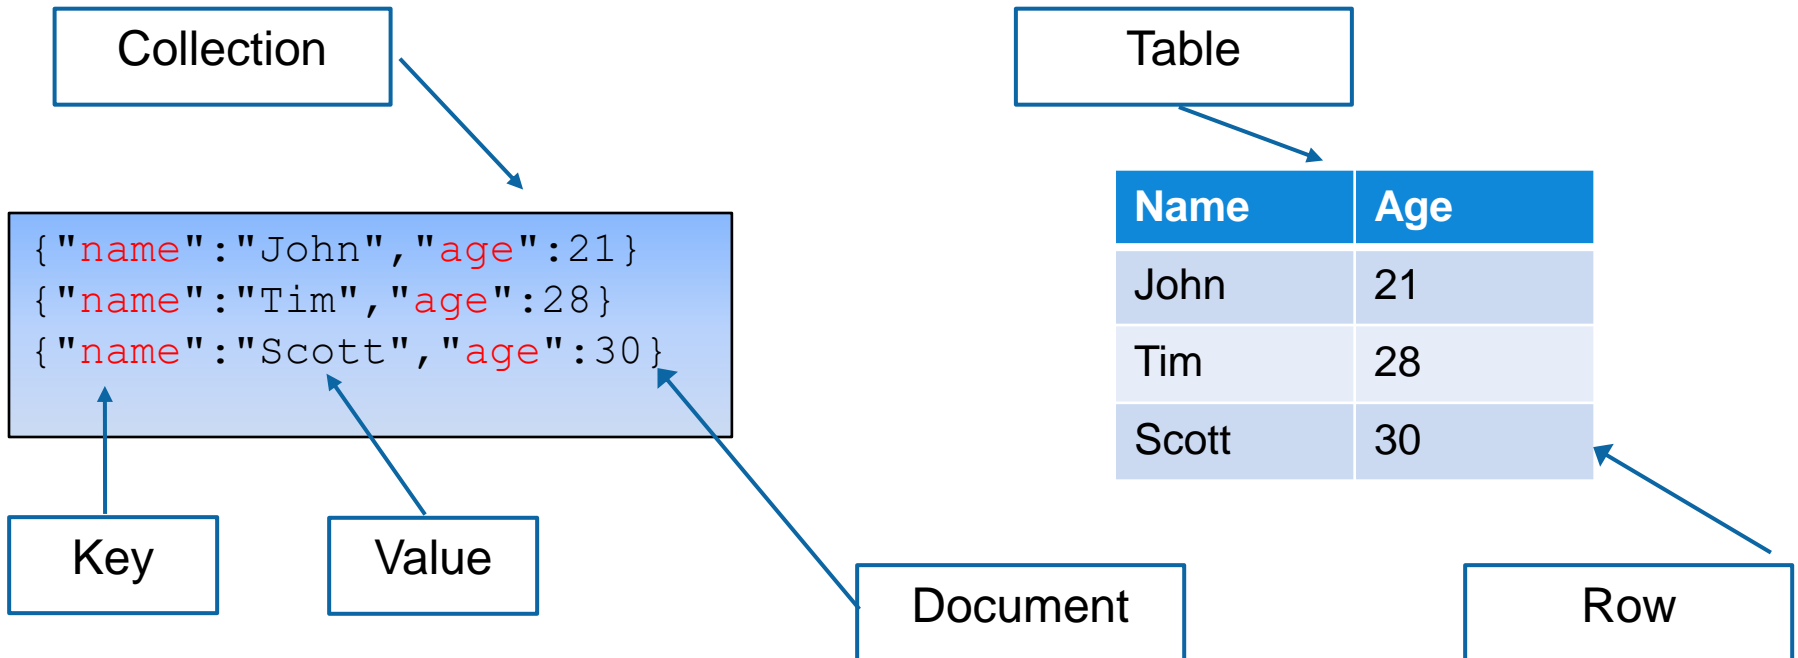 Collection
Table
{"name":"John","age":21}
{"name":"Tim","age":28}
{"name":"Scott","age":30}
Name Age
John 21
Tim 28
Scott 30
Key
Value
Document
Row